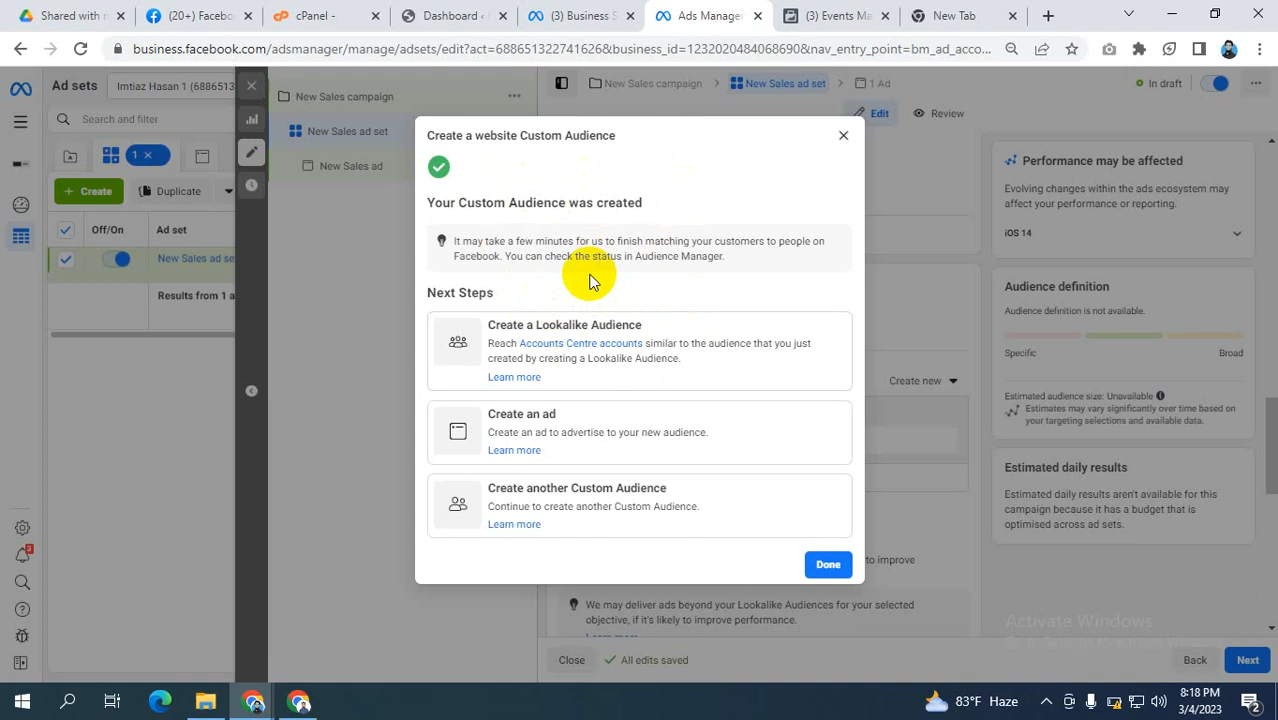 Shared with m
(20+) Facebo
cPanel -
Dashboard ‹
(3) Business S
Ads Manager
(3) Events Ma
New Tab
business.facebook.com/adsmanager/manage/adsets/edit?act=688651322741626&business_id=123202048406869​0&nav_entry_point=bm_ad_acco...
Ad sets
Imtiaz Hasan 1 (6886513
Search and filter
1
Create
Duplicate
Off/On
Ad set
New Sales ad se
Results from 1 a
New Sales campaign
New Sales ad set
New Sales ad
New Sales campaign
New Sales ad set
1 Ad
In draft
Edit
Review
Create a website Custom Audience
Your Custom Audience was created
It may take a few minutes for us to finish matching your customers to people on
Facebook. You can check the status in Audience Manager.
Next Steps
Create a Lookalike Audience
Reach Accounts Centre accounts similar to the audience that you just
created by creating a Lookalike Audience.
Learn more
Create an ad
Create an ad to advertise to your new audience.
Learn more
Create another Custom Audience
Continue to create another Custom Audience.
Learn more
Done
Create new
to improve
We may deliver ads beyond your Lookalike Audiences for your selected
objective, if it's likely to improve performance.
Performance may be affected
Evolving changes within the ads ecosystem may
affect your performance or reporting.
iOS 14
Audience definition
Audience definition is not available.
Specific
Broad
Estimated audience size: Unavailable
Estimates may vary significantly over time based on
your targeting selections and available data.
Estimated daily results
Estimated daily results aren't available for this
campaign because it has a budget that is
optimised across ad sets.
Activate Windows
Close
All edits saved
Back
Next
3
83°F Haze
8:18 PM
3/4/2023
2